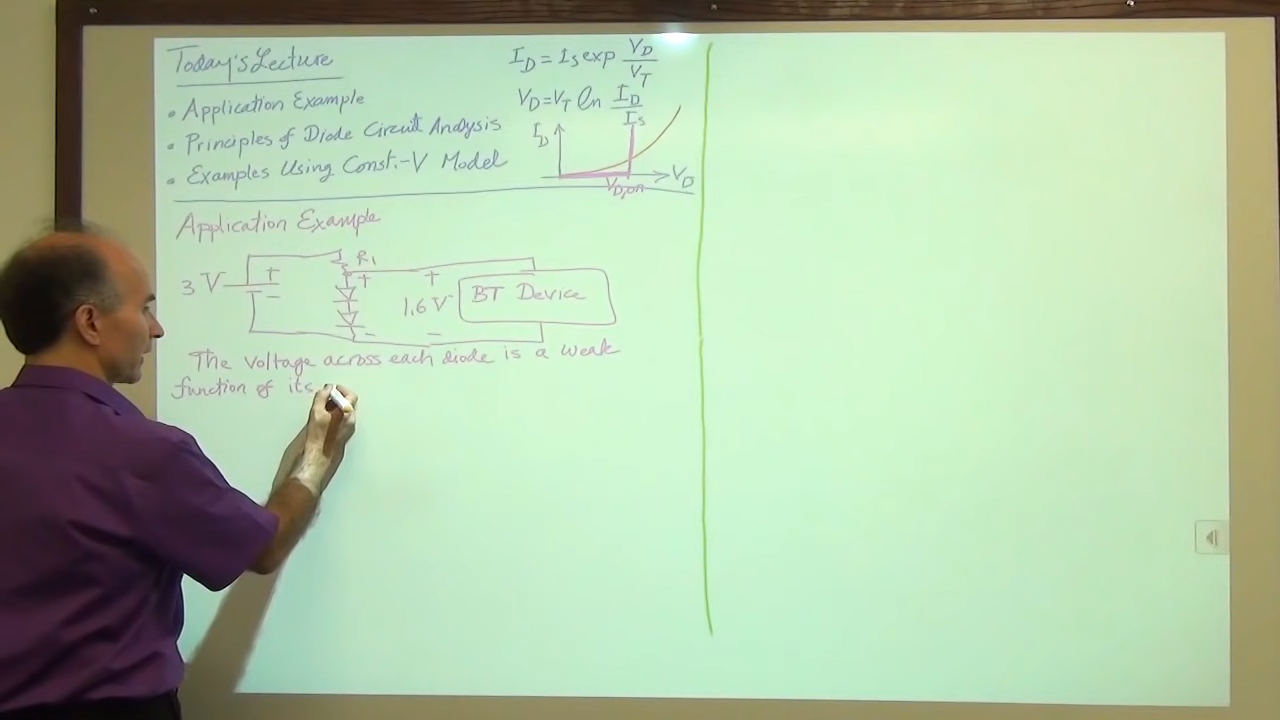 Today's Lecture
• Application Example
• Principles of Diode Circuit Analysis
• Examples Using Const.-V Model
I_D = I_S exp V_D / V_T
V_D = V_T ln I_D / I_S
I_D
V_D
V_D,on
Application Example
3 V + −
R1
+ −
+ 1.6 V −
BT Device
The voltage across each diode is a weak
function of its